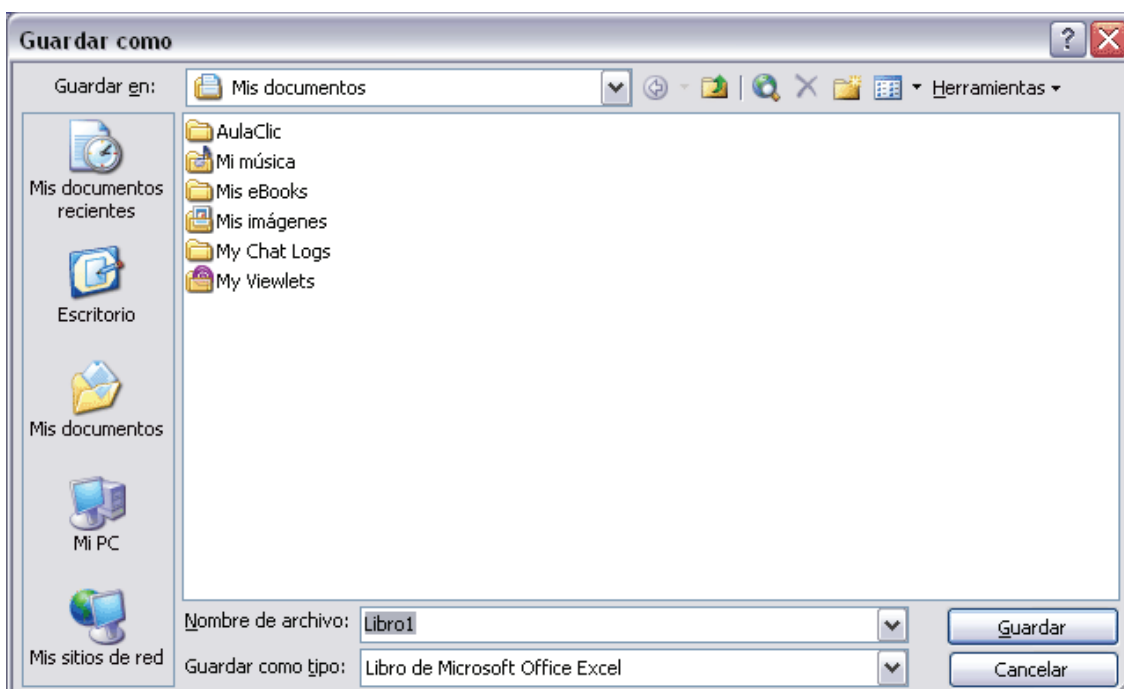 Guardar como
Guardar en:
Mis documentos
Herramientas
Mis documentos
recientes
Escritorio
Mis documentos
Mi PC
Mis sitios de red
AulaClic
Mi música
Mis eBooks
Mis imágenes
My Chat Logs
My Viewlets
Nombre de archivo:
Libro1
Guardar
Guardar como tipo:
Libro de Microsoft Office Excel
Cancelar